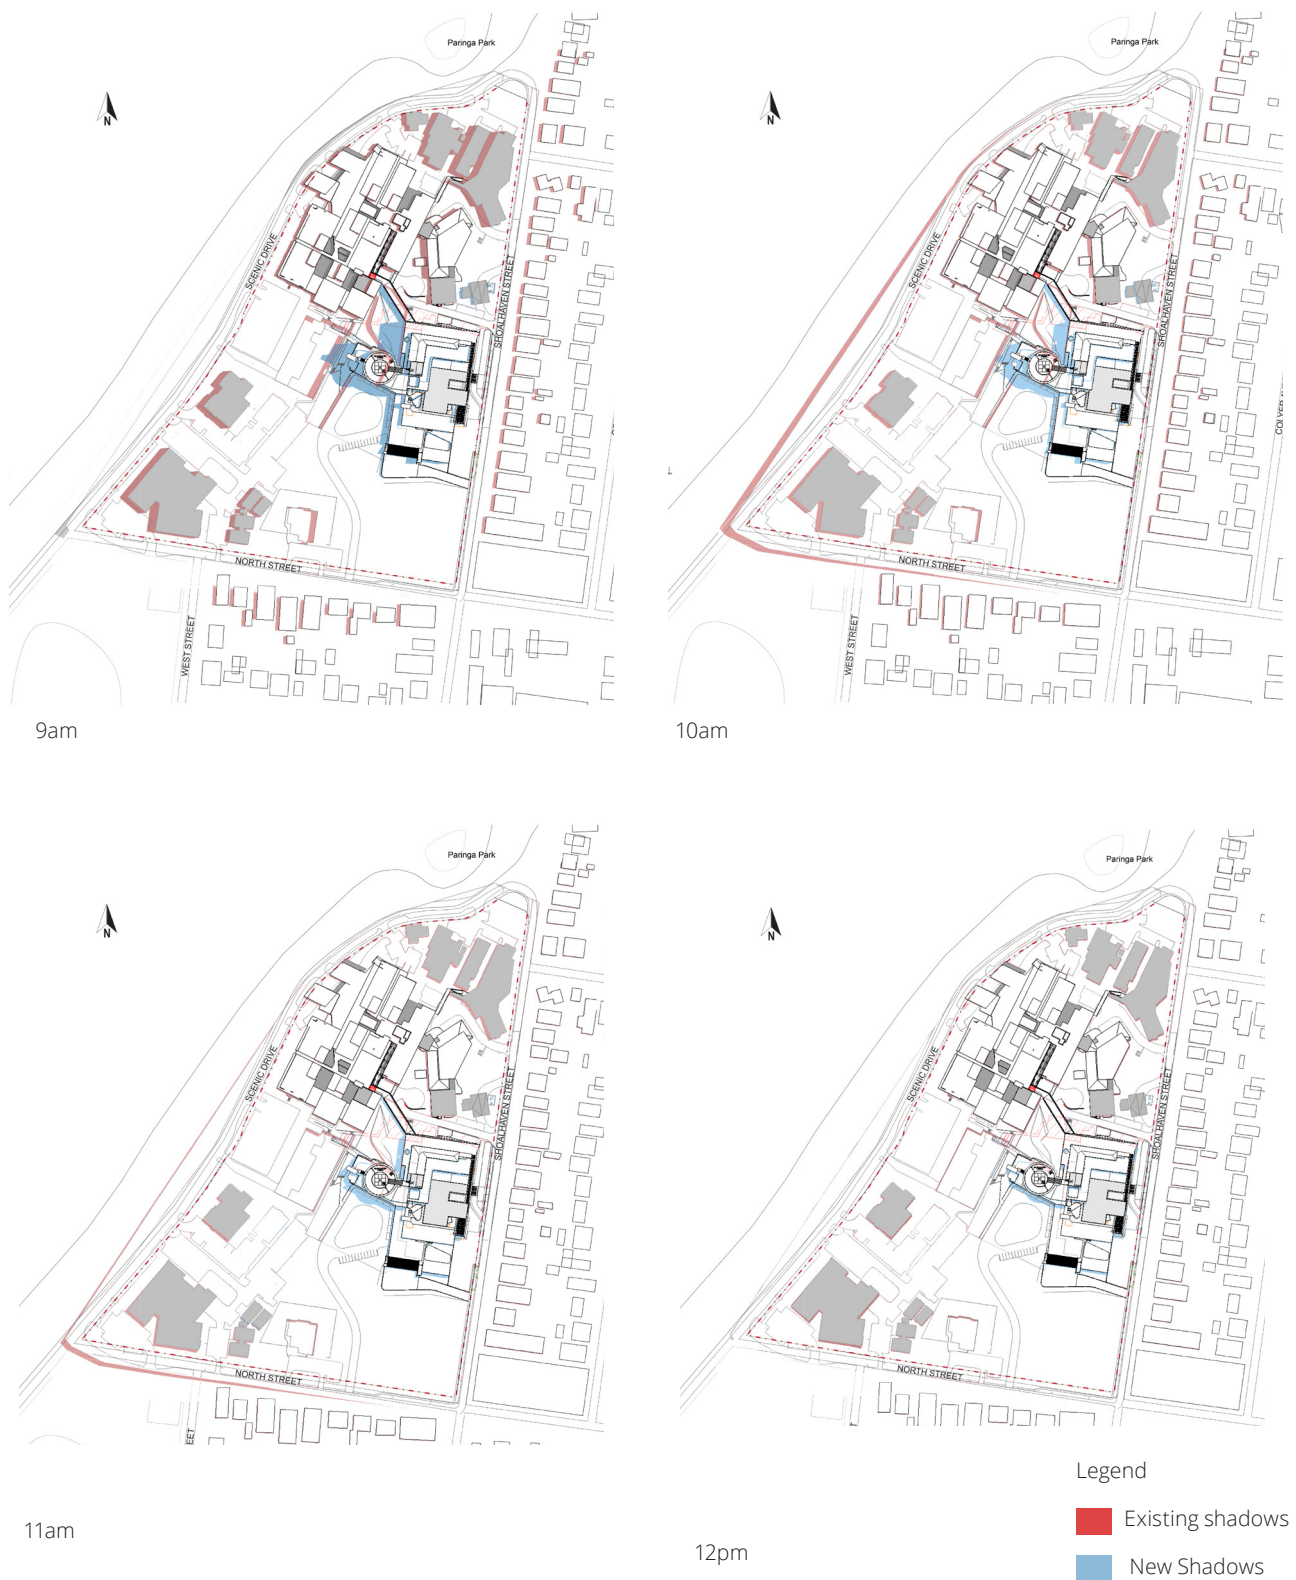 Paringa Park
N
SCENIC DRIVE
SHOALHAVEN STREET
NORTH STREET
WEST STREET
9am
Paringa Park
N
SCENIC DRIVE
SHOALHAVEN STREET
NORTH STREET
WEST STREET
10am
Paringa Park
N
SCENIC DRIVE
SHOALHAVEN STREET
NORTH STREET
EET
11am
Paringa Park
N
SCENIC DRIVE
SHOALHAVEN STREET
NORTH STREET
12pm
Legend
Existing shadows
New Shadows